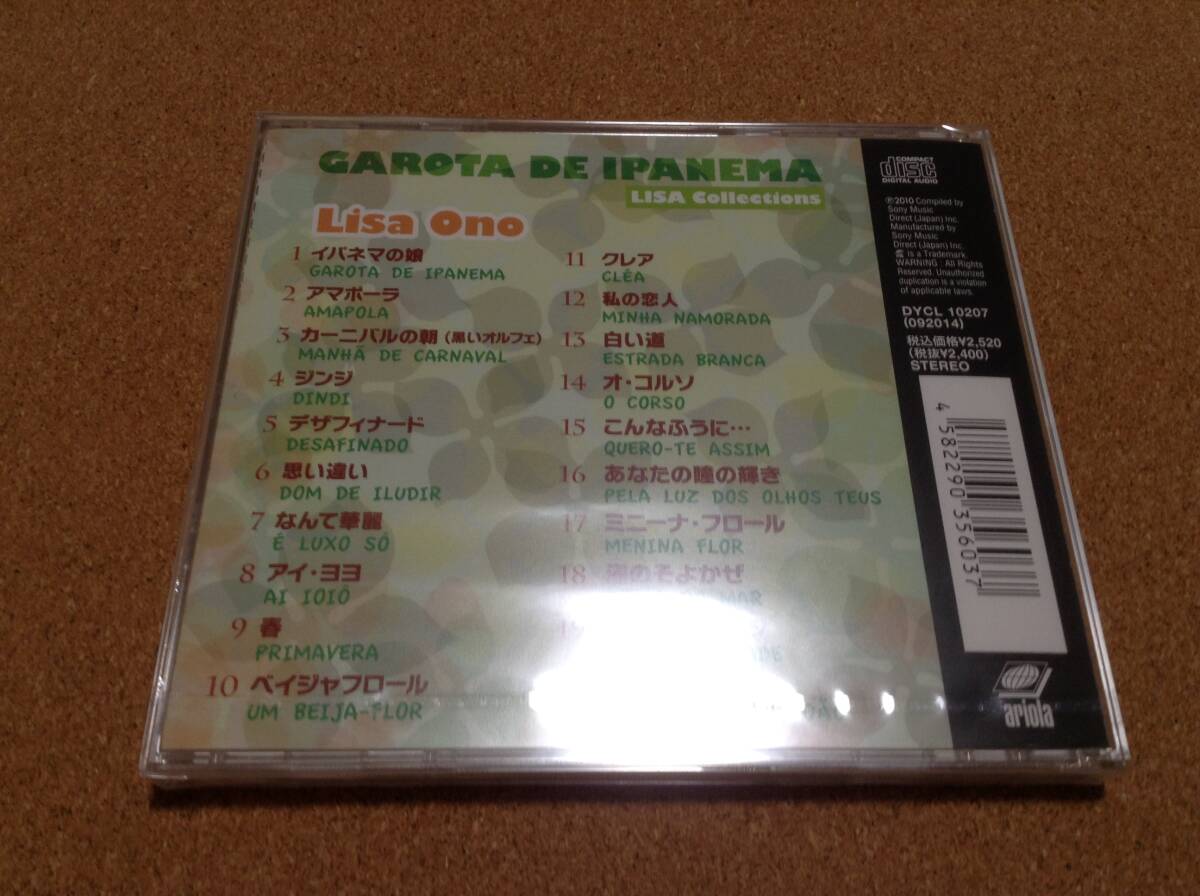 GAROTA DE IPANEMA
LISA Collections
Lisa Ono
1 イパネマの娘
GAROTA DE IPANEMA
2 アマポーラ
AMAPOLA
3 カーニバルの朝(黒いオルフェ)
MANHÃ DE CARNAVAL
4 ジンジ
DINDI
5 デザフィナード
DESAFINADO
6 思い違い
DOM DE ILUDIR
7 なんて華麗
É LUXO SÓ
8 アイ・ヨヨ
AI IOIÔ
9 春
PRIMAVERA
10 ベイジャフロール
UM BEIJA-FLOR
11 クレア
CLÉA
12 私の恋人
MINHA NAMORADA
13 白い道
ESTRADA BRANCA
14 オ・コルソ
O CORSO
15 こんなふうに…
QUERO-TE ASSIM
16 あなたの瞳の輝き
PELA LUZ DOS OLHOS TEUS
17 ミニーナ・フロール
MENINA FLOR
18 のそよかぜ
MAR
COMPACT
disc
DIGITAL AUDIO
℗2010 Compiled by
Sony Music
Direct (Japan) Inc.
Manufactured by
Sony Music
Direct (Japan) Inc.
is a Trademark.
WARNING : All Rights
Reserved. Unauthorized
duplication is a violation
of applicable laws.
DYCL 10207
(092014)
税込価格¥2,520
(税抜¥2,400)
STEREO
4 582290 356037
ariola